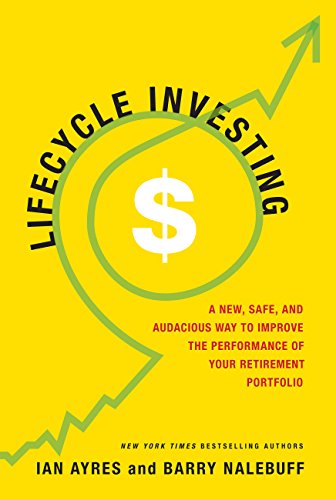 LIFECYCLE INVESTING
$
A NEW, SAFE, AND
AUDACIOUS WAY TO IMPROVE
THE PERFORMANCE OF
YOUR RETIREMENT
PORTFOLIO
NEW YORK TIMES BESTSELLING AUTHORS
IAN AYRES and BARRY NALEBUFF